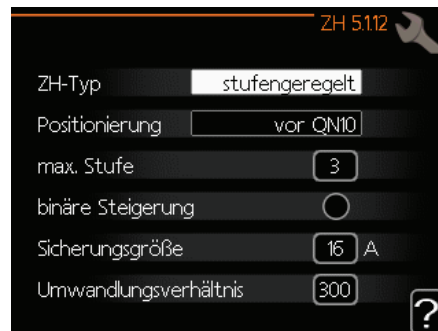 ZH 5.1.12
ZH-Typ stufengeregelt
Positionierung vor QN10
max. Stufe 3
binäre Steigerung
Sicherungsgröße 16 A
Umwandlungsverhältnis 300
?